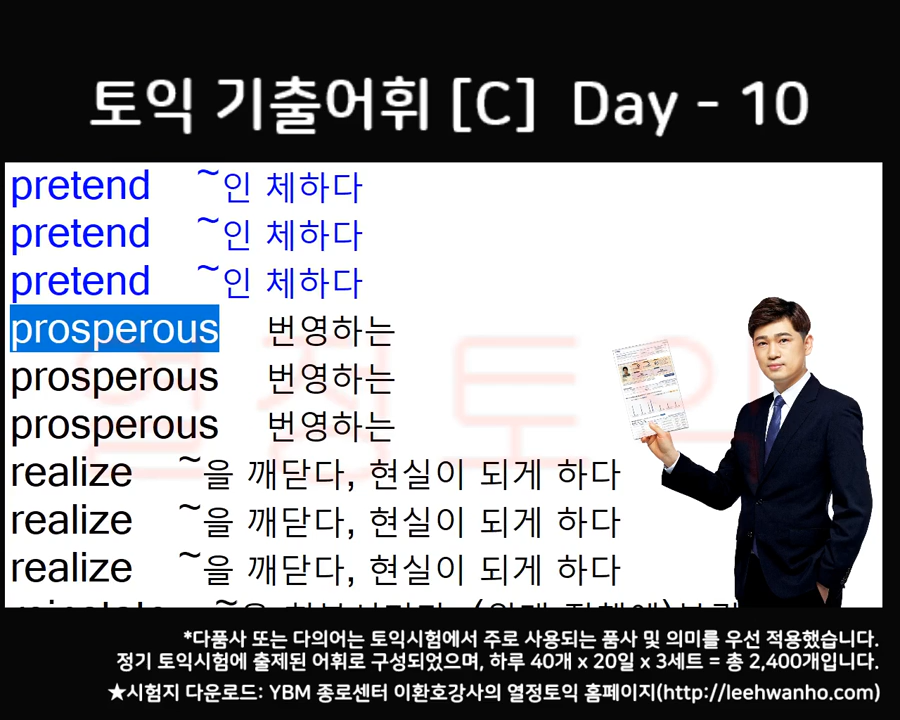 토익 기출어휘 [C] Day - 10
pretend ~인 체하다
pretend ~인 체하다
pretend ~인 체하다
prosperous 번영하는
prosperous 번영하는
prosperous 번영하는
realize ~을 깨닫다, 현실이 되게 하다
realize ~을 깨닫다, 현실이 되게 하다
realize ~을 깨닫다, 현실이 되게 하다
열정토익
*다품사 또는 다의어는 토익시험에서 주로 사용되는 품사 및 의미를 우선 적용했습니다.
정기 토익시험에 출제된 어휘로 구성되었으며, 하루 40개 x 20일 x 3세트 = 총 2,400개입니다.
★시험지 다운로드: YBM 종로센터 이환호강사의 열정토익 홈페이지(http://leehwanho.com)